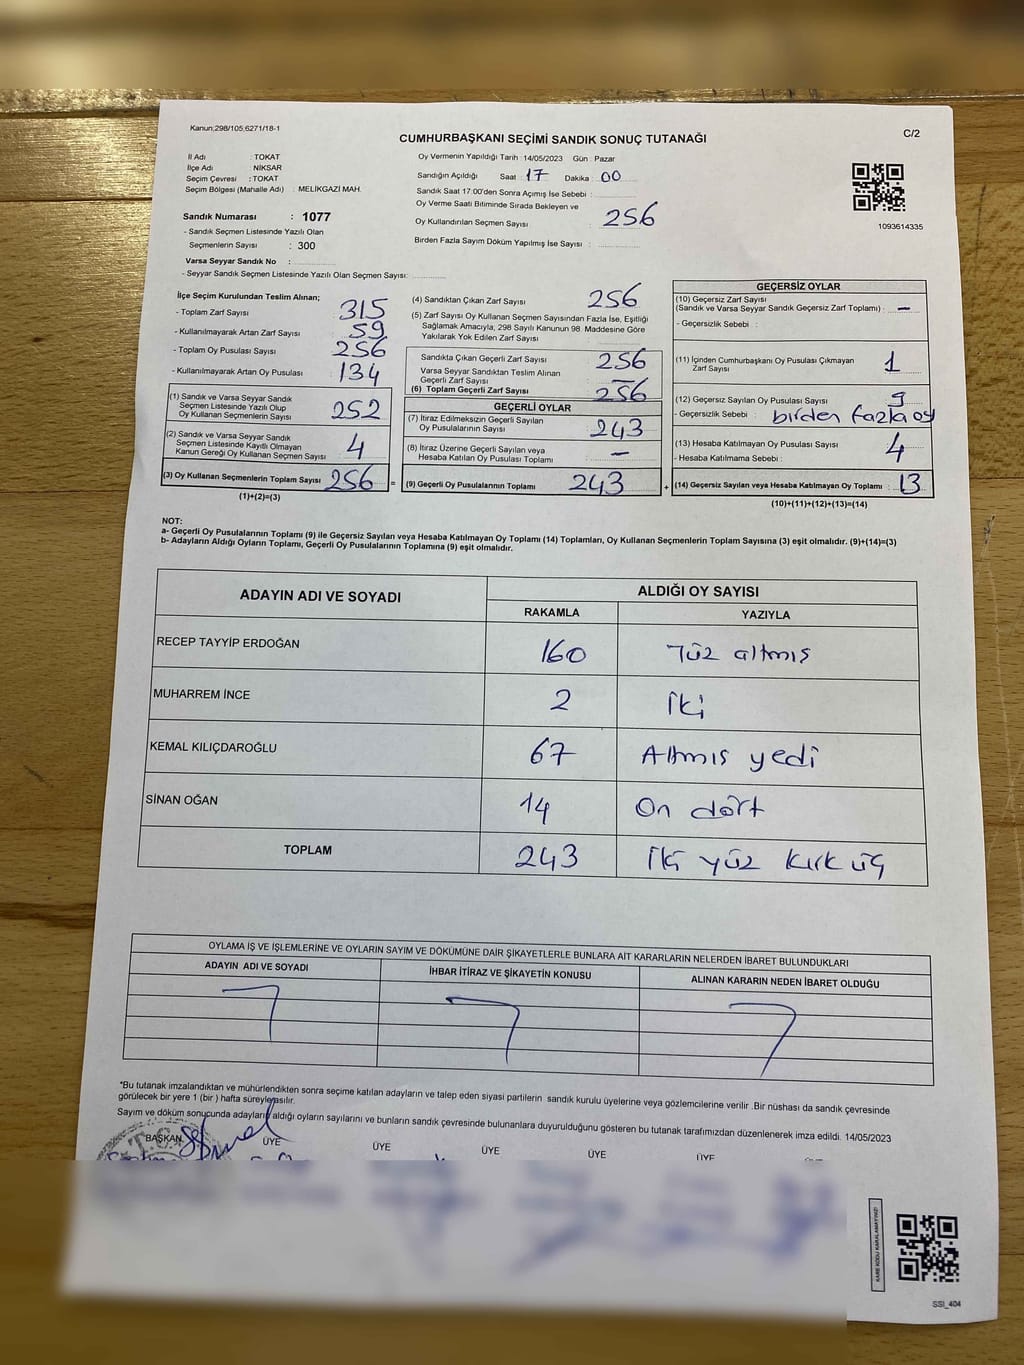 Kanun;298/105,6271/18-1
CUMHURBAŞKANI SEÇİMİ SANDIK SONUÇ TUTANAĞI
C/2
İl Adı : TOKAT
İlçe Adı : NİKSAR
Seçim Çevresi : TOKAT
Seçim Bölgesi (Mahalle Adı) : MELİKGAZİ MAH.
Sandık Numarası : 1077
- Sandık Seçmen Listesinde Yazılı Olan
Seçmenlerin Sayısı : 300
Varsa Seyyar Sandık No :
- Seyyar Sandık Seçmen Listesinde Yazılı Olan Seçmen Sayısı:
Oy Vermenin Yapıldığı Tarih : 14/05/2023 Gün : Pazar
Sandığın Açıldığı Saat : 17 Dakika : 00
Sandık Saat 17:00'den Sonra Açımış İse Sebebi :
Oy Verme Saati Bitiminde Sırada Bekleyen ve
Oy Kullandırılan Seçmen Sayısı : 256
Birden Fazla Sayım Döküm Yapılmış İse Sayısı :
1093614335
İlçe Seçim Kurulundan Teslim Alınan;
- Toplam Zarf Sayısı : 315
- Kullanılmayarak Artan Zarf Sayısı : 59
- Toplam Oy Pusulası Sayısı : 256
- Kullanılmayarak Artan Oy Pusulası : 134
(1) Sandık ve Varsa Seyyar Sandık
Seçmen Listesinde Yazılı Olup
Oy Kullanan Seçmenlerin Sayısı : 252
(2) Sandık ve Varsa Seyyar Sandık
Seçmen Listesinde Kayıtlı Olmayan
Kanun Gereği Oy Kullanan Seçmen Sayısı : 4
(3) Oy Kullanan Seçmenlerin Toplam Sayısı : 256 =
(1)+(2)=(3)
(4) Sandıktan Çıkan Zarf Sayısı : 256
(5) Zarf Sayısı Oy Kullanan Seçmen Sayısından Fazla İse, Eşitliği
Sağlamak Amacıyla; 298 Sayılı Kanunun 98. Maddesine Göre
Yakılarak Yok Edilen Zarf Sayısı :
Sandıkta Çıkan Geçerli Zarf Sayısı : 256
Varsa Seyyar Sandıktan Teslim Alınan
Geçerli Zarf Sayısı : -
(6) Toplam Geçerli Zarf Sayısı : 256
GEÇERLİ OYLAR
(7) İtiraz Edilmeksizin Geçerli Sayılan
Oy Pusulalarının Sayısı : 243
(8) İtiraz Üzerine Geçerli Sayılan veya
Hesaba Katılan Oy Pusulası Toplamı : -
(9) Geçerli Oy Pusulalarının Toplamı : 243 +
GEÇERSİZ OYLAR
(10) Geçersiz Zarf Sayısı
(Sandık ve Varsa Seyyar Sandık Geçersiz Zarf Toplamı) : -
- Geçersizlik Sebebi :
(11) İçinden Cumhurbaşkanı Oy Pusulası Çıkmayan
Zarf Sayısı : 1
(12) Geçersiz Sayılan Oy Pusulası Sayısı :
- Geçersizlik Sebebi : birden fazla oy
(13) Hesaba Katılmayan Oy Pusulası Sayısı : 4
- Hesaba Katılmama Sebebi :
(14) Geçersiz Sayılan veya Hesaba Katılmayan Oy Toplamı : 13
(10)+(11)+(12)+(13)=(14)
NOT:
a- Geçerli Oy Pusulalarının Toplamı (9) ile Geçersiz Sayılan veya Hesaba Katılmayan Oy Toplamı (14) Toplamları, Oy Kullanan Seçmenlerin Toplam Sayısına (3) eşit olmalıdır. (9)+(14)=(3)
b- Adayların Aldığı Oyların Toplamı, Geçerli Oy Pusulalarının Toplamına (9) eşit olmalıdır.
ADAYIN ADI VE SOYADI ALDIĞI OY SAYISI
RAKAMLA YAZIYLA
RECEP TAYYİP ERDOĞAN 160 Yüz altmış
MUHARREM İNCE 2 İki
KEMAL KILIÇDAROĞLU 67 Altmış yedi
SİNAN OĞAN 14 On dört
TOPLAM 243 İki yüz kırk üç
OYLAMA İŞ VE İŞLEMLERİNE VE OYLARIN SAYIM VE DÖKÜMÜNE DAİR ŞİKAYETLERLE BUNLARA AİT KARARLARIN NELERDEN İBARET BULUNDUKLARI
ADAYIN ADI VE SOYADI İHBAR İTİRAZ VE ŞİKAYETİN KONUSU ALINAN KARARIN NEDEN İBARET OLDUĞU
*Bu tutanak imzalandıktan ve mühürlendikten sonra seçime katılan adayların ve talep eden siyasi partilerin sandık kurulu üyelerine veya gözlemcilerine verilir .Bir nüshası da sandık çevresinde
görülecek bir yere 1 (bir ) hafta süreyle asılır.
Sayım ve döküm sonucunda adayların aldığı oyların sayılarını ve bunların sandık çevresinde bulunanlara duyurulduğunu gösteren bu tutanak tarafımızdan düzenlenerek imza edildi. 14/05/2023
BAŞKAN ÜYE ÜYE ÜYE ÜYE ÜYE
KARE KODU KARALAMAYINIZ!
SSI_404